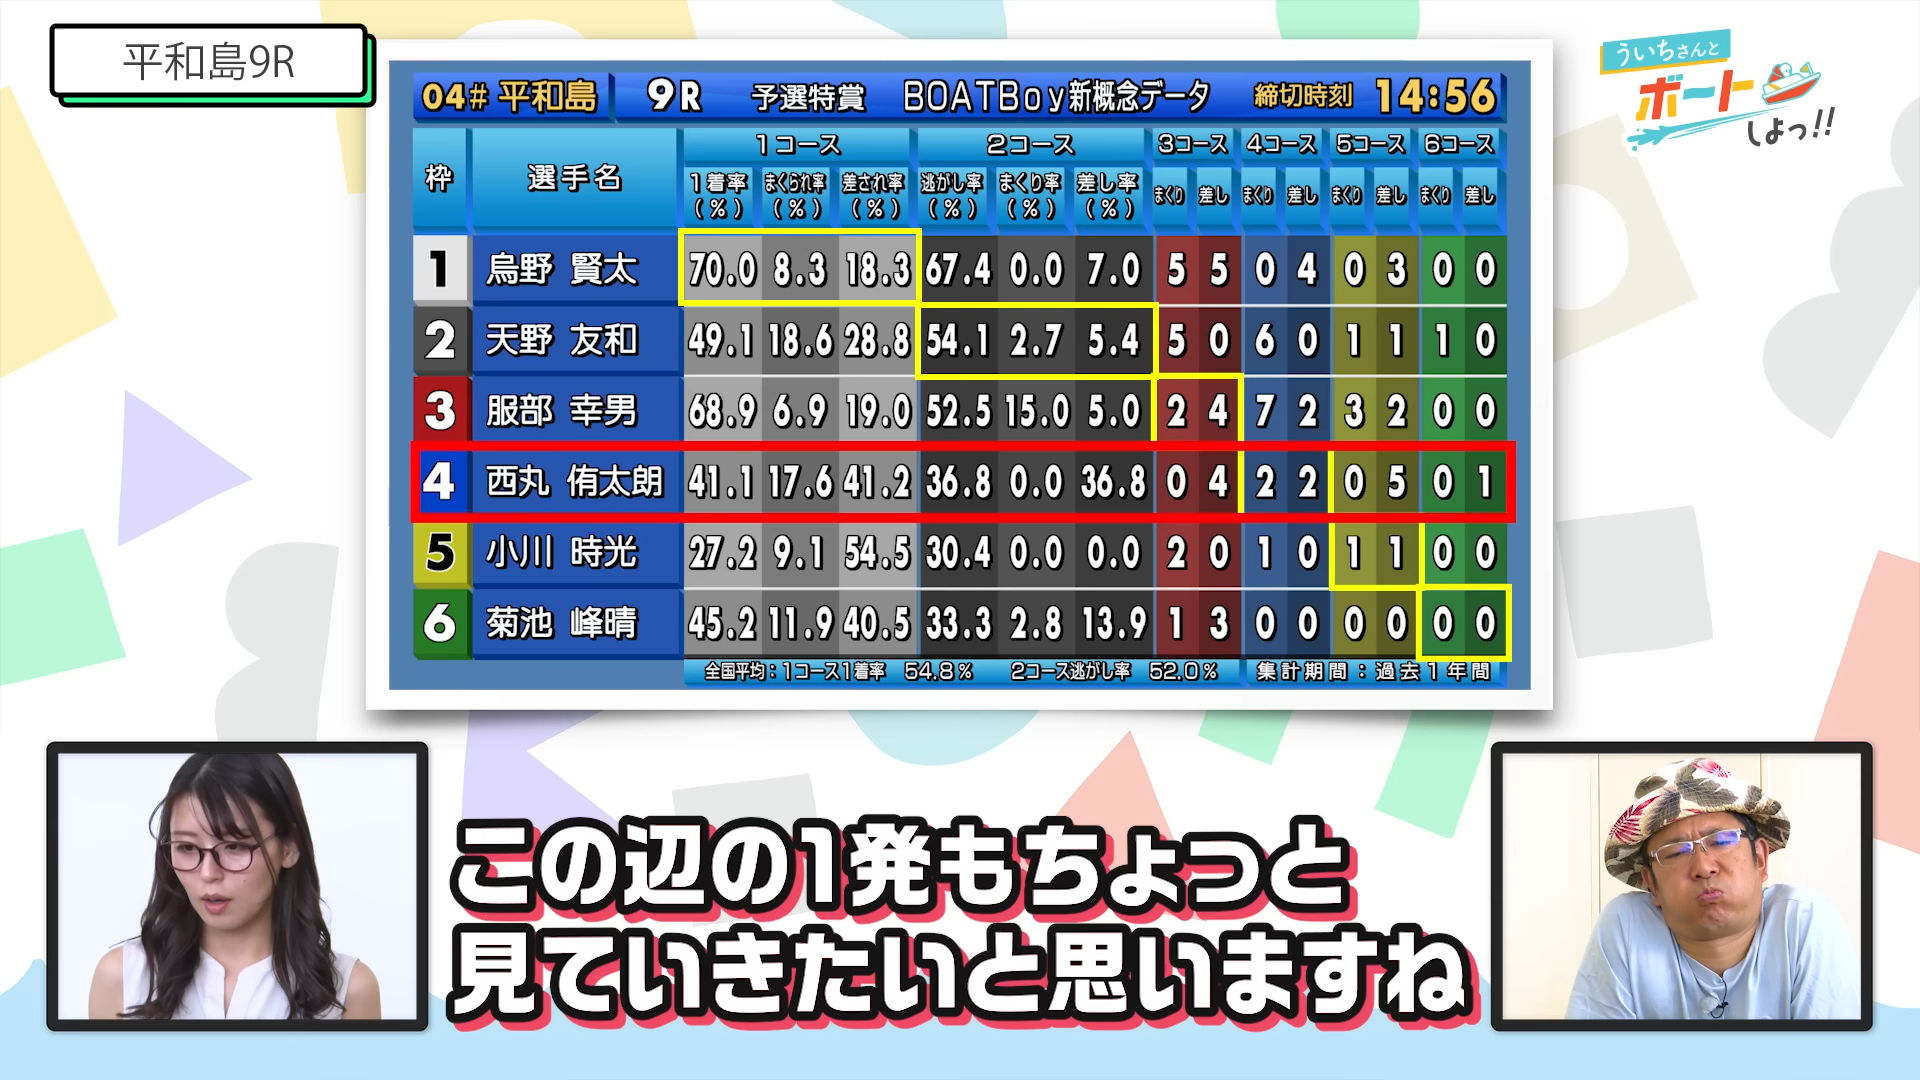 平和島9R
ういちさんと
ボート
しよっ!!
04# 平和島 9R 予選特賞 BOATBoy新概念データ 締切時刻 14:56
枠 選手名 1コース 2コース 3コース 4コース 5コース 6コース
1着率(%) まくられ率(%) 差され率(%) 逃がし率(%) まくり率(%) 差し率(%) まくり 差し まくり 差し まくり 差し まくり 差し
1 烏野 賢太 70.0 8.3 18.3 67.4 0.0 7.0 5 5 0 4 0 3 0 0
2 天野 友和 49.1 18.6 28.8 54.1 2.7 5.4 5 0 6 0 1 1 1 0
3 服部 幸男 68.9 6.9 19.0 52.5 15.0 5.0 2 4 7 2 3 2 0 0
4 西丸 侑太朗 41.1 17.6 41.2 36.8 0.0 36.8 0 4 2 2 0 5 0 1
5 小川 時光 27.2 9.1 54.5 30.4 0.0 0.0 2 0 1 0 1 1 0 0
6 菊池 峰晴 45.2 11.9 40.5 33.3 2.8 13.9 1 3 0 0 0 0 0 0
全国平均:1コース1着率 54.8% 2コース逃がし率 52.0% 集計期間:過去1年間
この辺の1発もちょっと
見ていきたいと思いますね